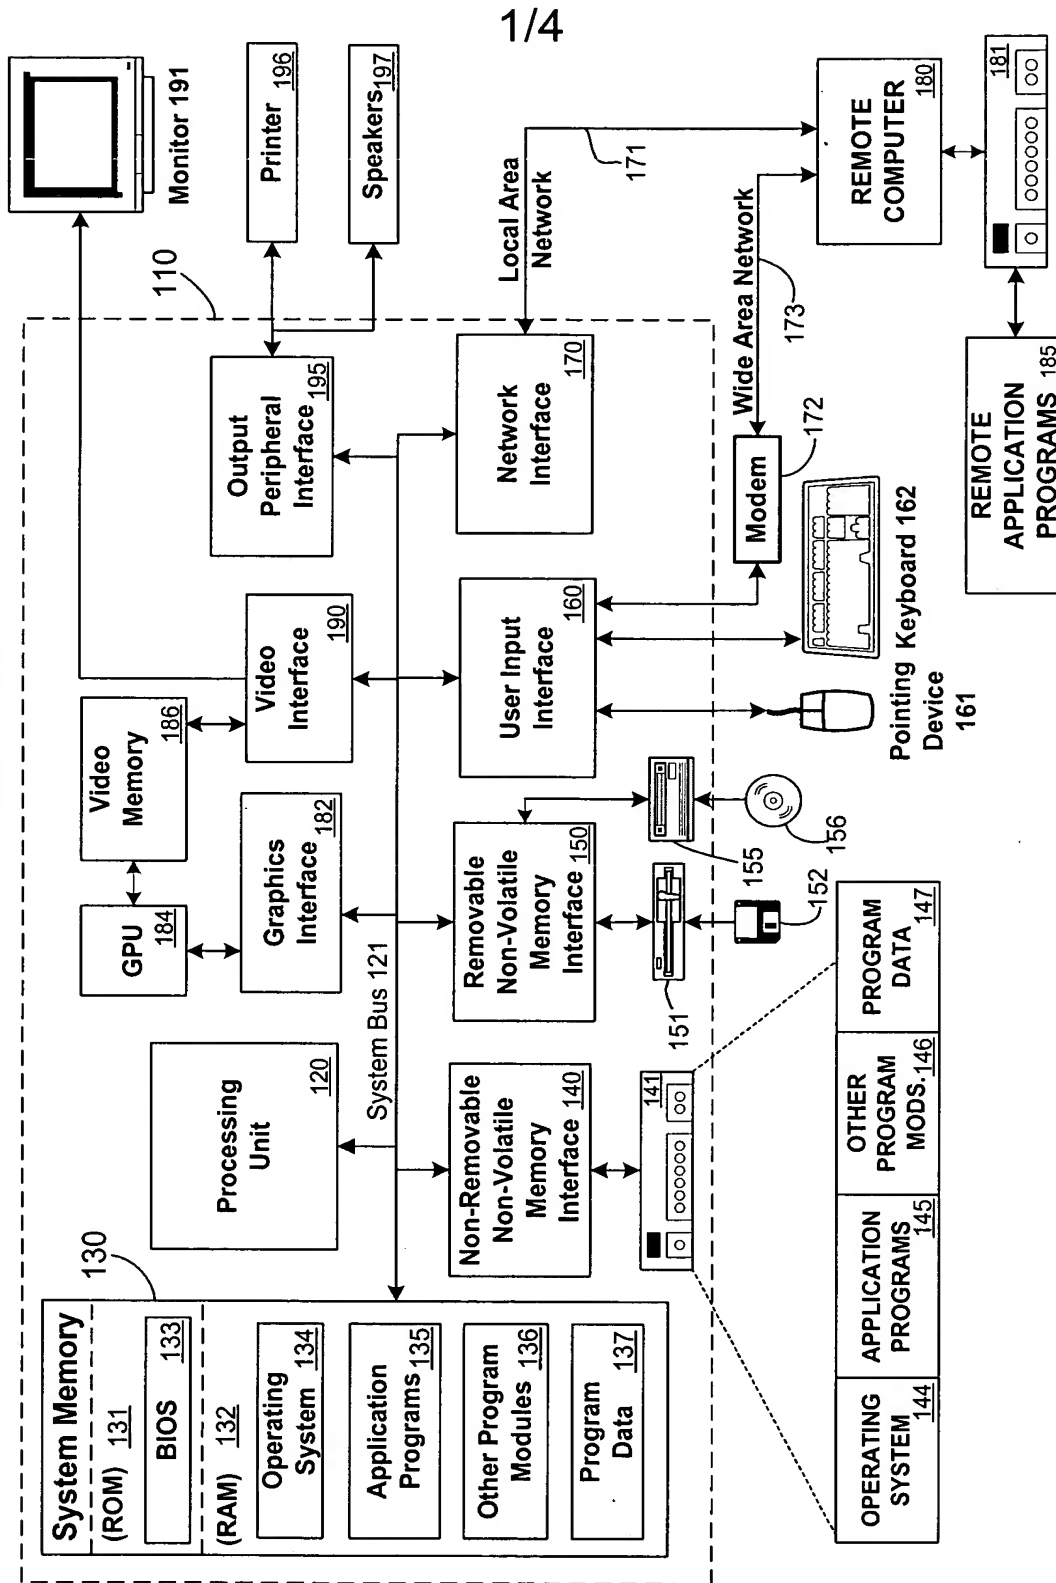 1/4
System Memory
(ROM) 131
BIOS 133
(RAM) 132
Operating
System 134
Application
Programs 135
Other Program
Modules 136
Program
Data 137
130
Processing
Unit
120
System Bus 121
GPU
184
Video
Memory
186
Graphics
Interface
182
Video
Interface
190
Output
Peripheral
Interface 195
110
Monitor 191
Printer 196
Speakers 197
Non-Removable
Non-Volatile
Memory
Interface 140
Removable
Non-Volatile
Memory
Interface 150
User Input
Interface
160
Network
Interface
170
Local Area
Network
171
Wide Area Network
173
Modem
172
141
151
152
155
156
Pointing
Device
161
Keyboard 162
REMOTE
COMPUTER
180
181
REMOTE
APPLICATION
PROGRAMS 185
OPERATING
SYSTEM 144
APPLICATION
PROGRAMS 145
OTHER
PROGRAM
MODS. 146
PROGRAM
DATA 147